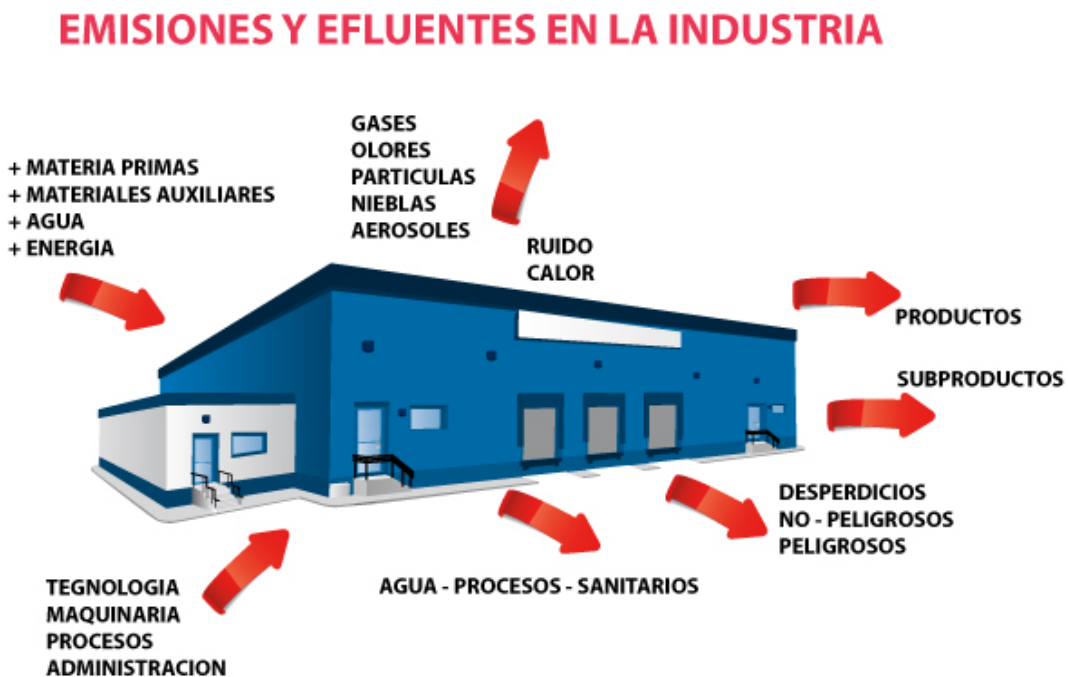 EMISIONES Y EFLUENTES EN LA INDUSTRIA
+ MATERIA PRIMAS
+ MATERIALES AUXILIARES
+ AGUA
+ ENERGIA
GASES
OLORES
PARTICULAS
NIEBLAS
AEROSOLES
RUIDO
CALOR
PRODUCTOS
SUBPRODUCTOS
DESPERDICIOS
NO - PELIGROSOS
PELIGROSOS
AGUA - PROCESOS - SANITARIOS
TEGNOLOGIA
MAQUINARIA
PROCESOS
ADMINISTRACION